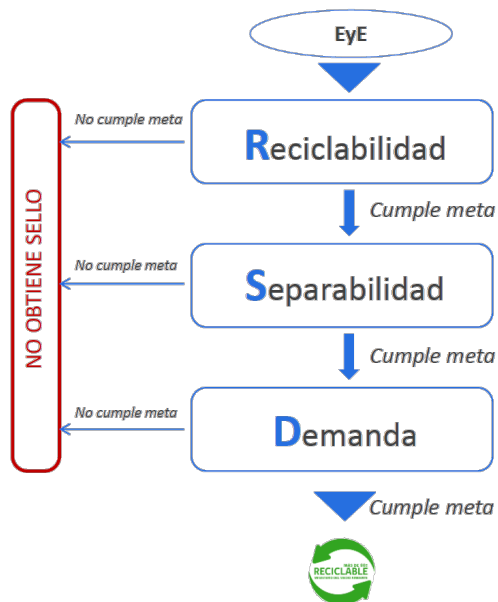 EyE
No cumple meta
Reciclabilidad
Cumple meta
No cumple meta
Separabilidad
Cumple meta
No cumple meta
Demanda
Cumple meta
NO OBTIENE SELLO
RECICLABLE